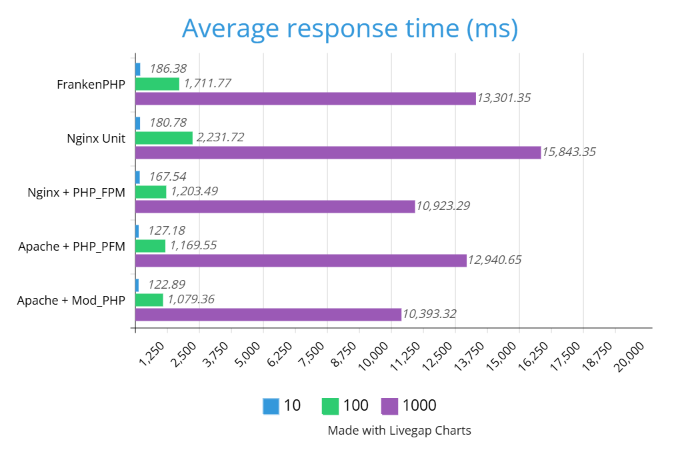 Average response time (ms)
FrankenPHP
186.38
1,711.77
13,301.35
Nginx Unit
180.78
2,231.72
15,843.35
Nginx + PHP_FPM
167.54
1,203.49
10,923.29
Apache + PHP_PFM
127.18
1,169.55
12,940.65
Apache + Mod_PHP
122.89
1,079.36
10,393.32
1,250 2,500 3,750 5,000 6,250 7,500 8,750 10,000 11,250 12,500 13,750 15,000 16,250 17,500 18,750 20,000
10 100 1000
Made with Livegap Charts